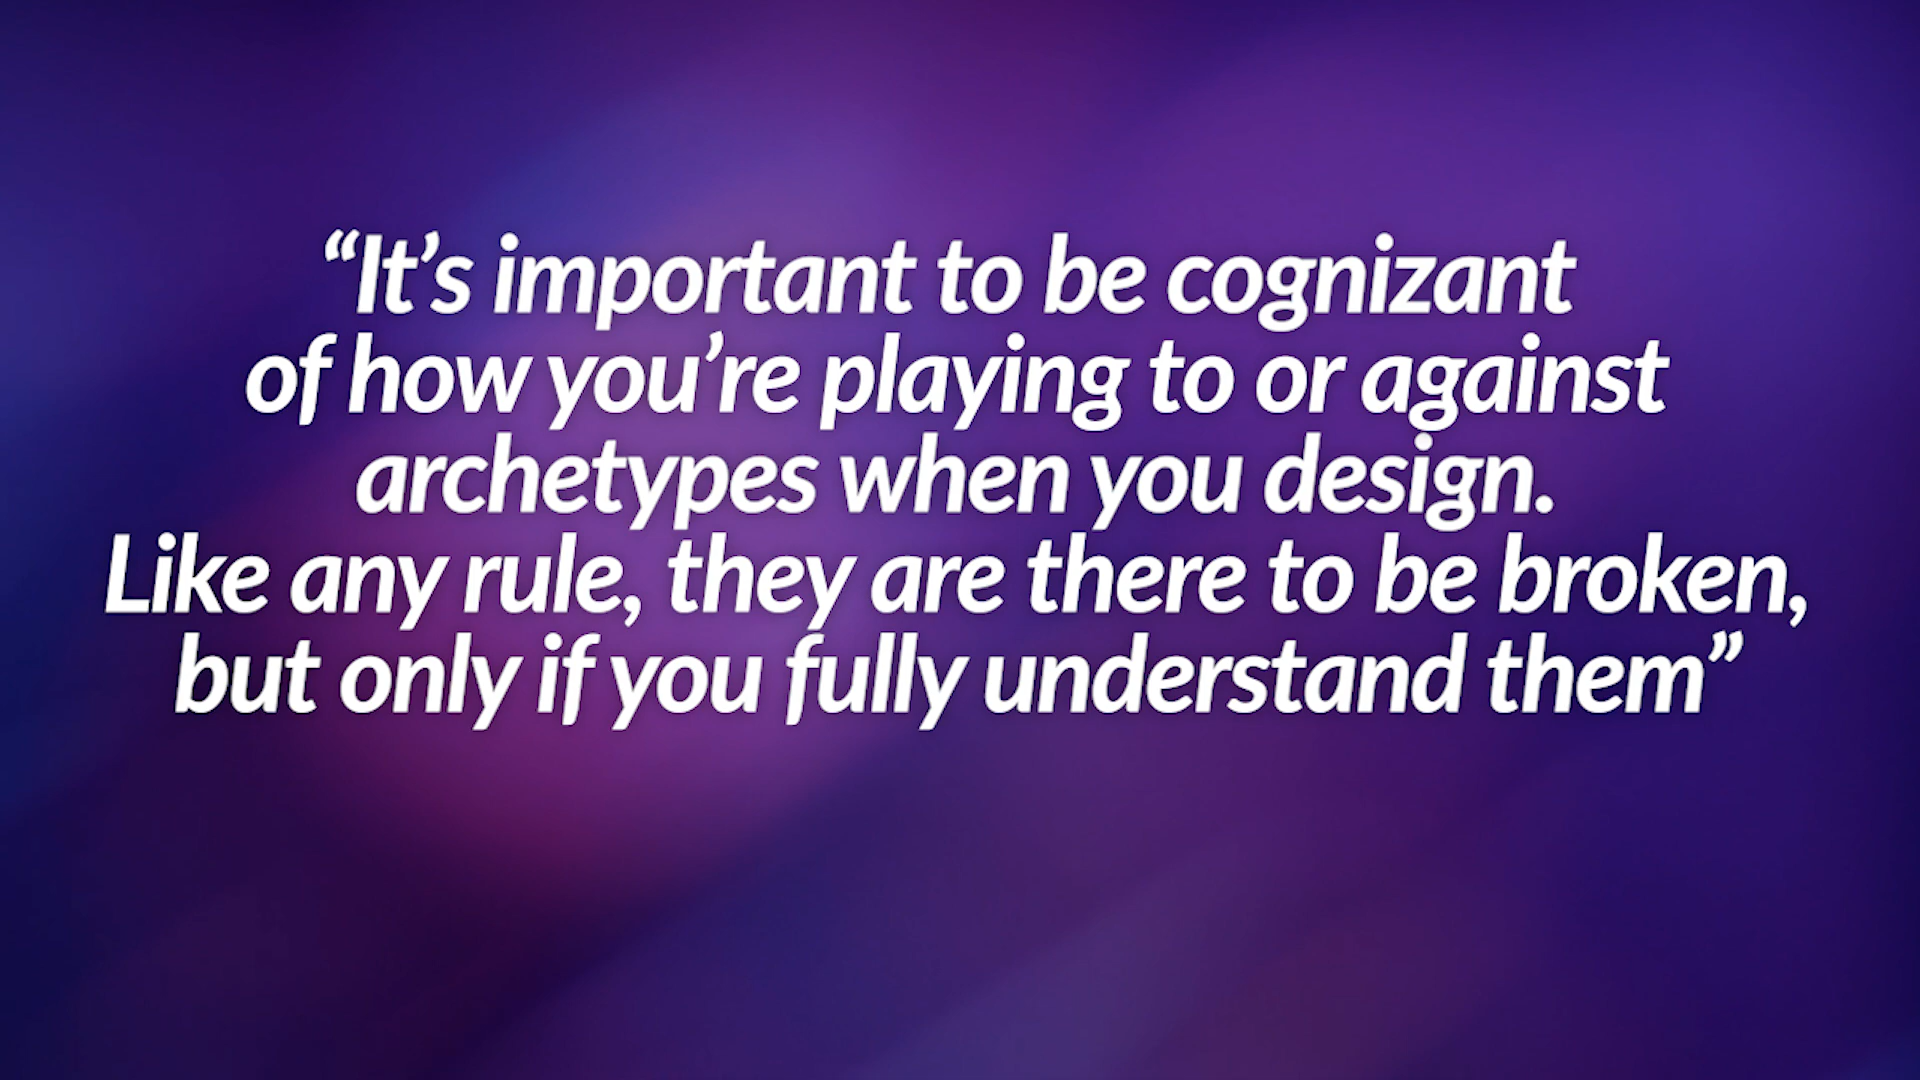 “It’s important to be cognizant
of how you’re playing to or against
archetypes when you design.
Like any rule, they are there to be broken,
but only if you fully understand them”